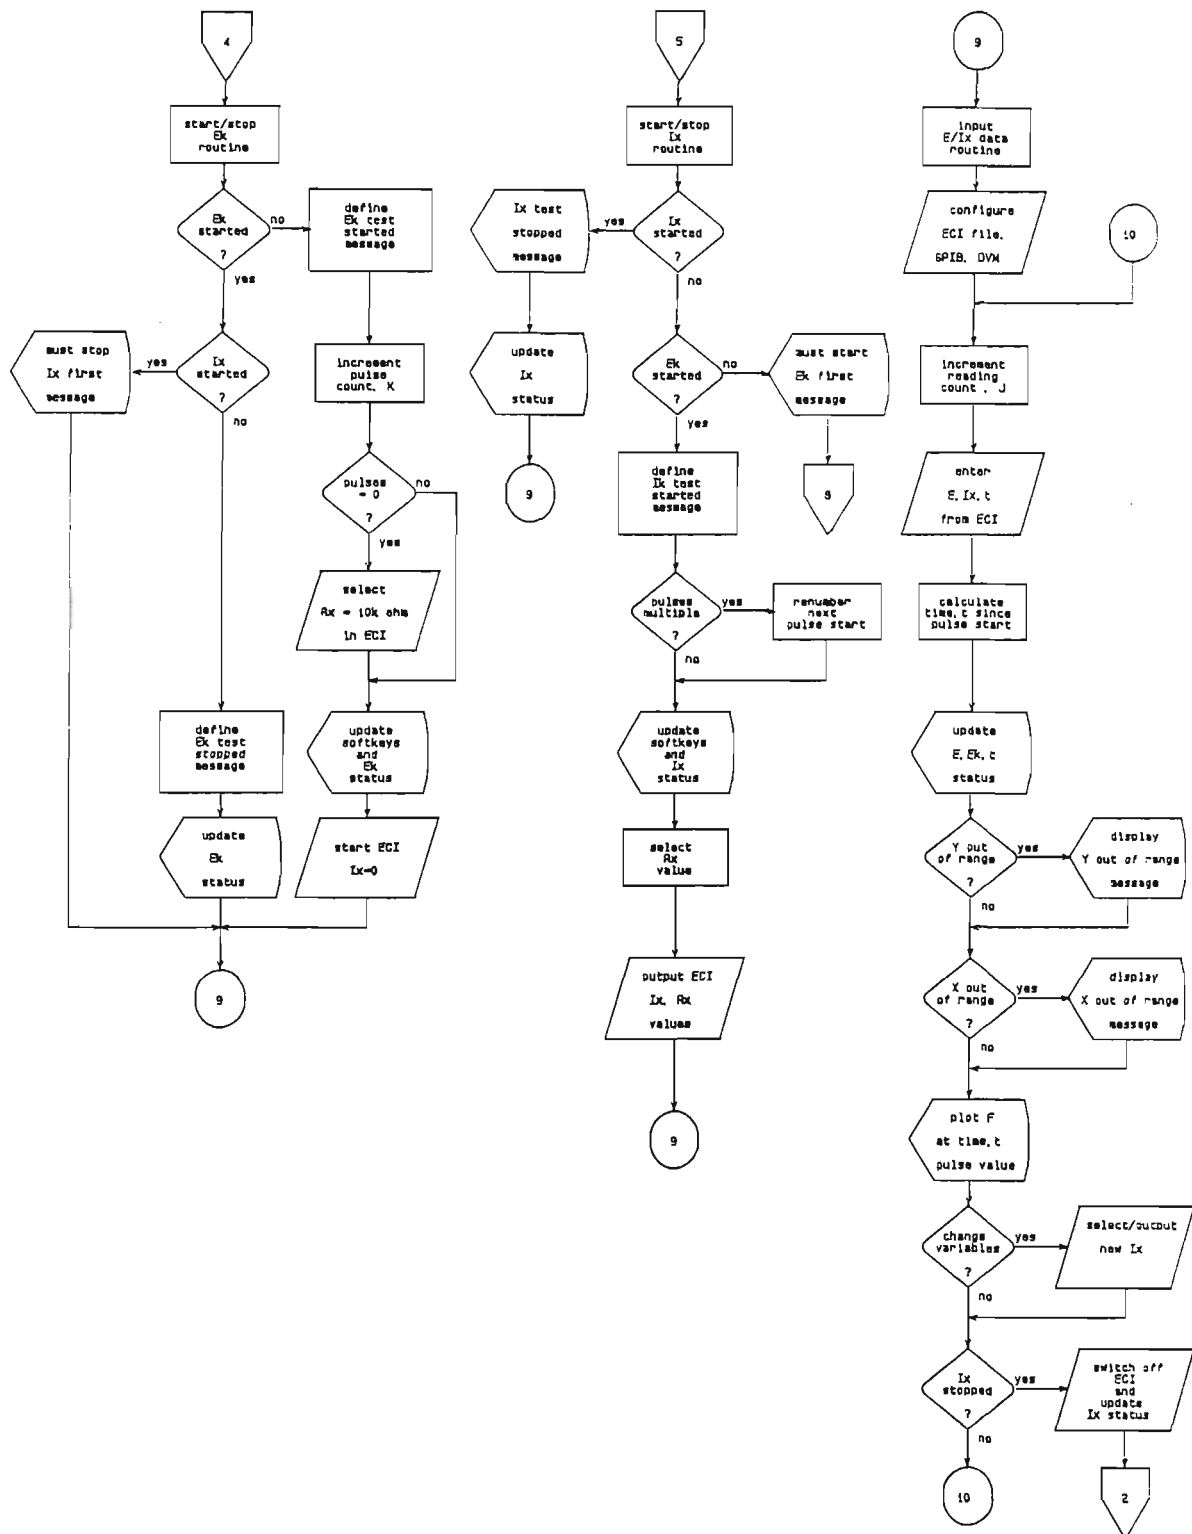 4
start/stop
Ek
routine
Ek
started
?
no
yes
define
Ek test
started
message
must stop
Ix first
message
yes
Ix
started
?
no
increment
pulse
count, K
pulses
= 0
?
no
yes
select
Rx = 10k ohm
in ECI
define
Ek test
stopped
message
update
softkeys
and
Ek
status
update
Ek
status
start ECI
Ix=0
9
5
start/stop
Ix
routine
Ix test
stopped
message
yes
Ix
started
?
no
update
Ix
status
9
Ek
started
?
no
yes
must start
Ek first
message
8
define
Ik test
started
message
pulses
multiple
?
yes
no
renumber
next
pulse start
update
softkeys
and
Ix
status
select
Rx
value
output ECI
Ix, Rx
values
9
9
input
E/Ix data
routine
configure
ECI file,
GPIB, DVM
10
increment
reading
count, J
enter
E, Ix, t
from ECI
calculate
time,t since
pulse start
update
E, Ek, t
status
Y out
of range
?
yes
no
display
Y out of range
message
X out
of range
?
yes
no
display
X out of range
message
plot F
at time,t
pulse value
change
variables
?
yes
no
select/output
new Ix
Ix
stopped
?
yes
no
switch off
ECI
and
update
Ix status
10
2